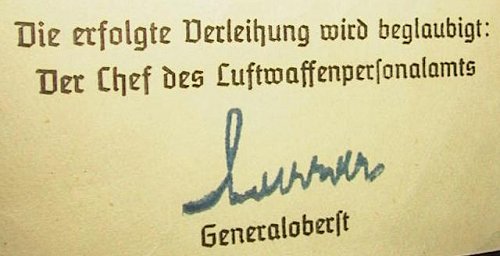 Die erfolgte Verleihung wird beglaubigt:
Der Chef des Luftwaffenperſonalamts
Generaloberſt